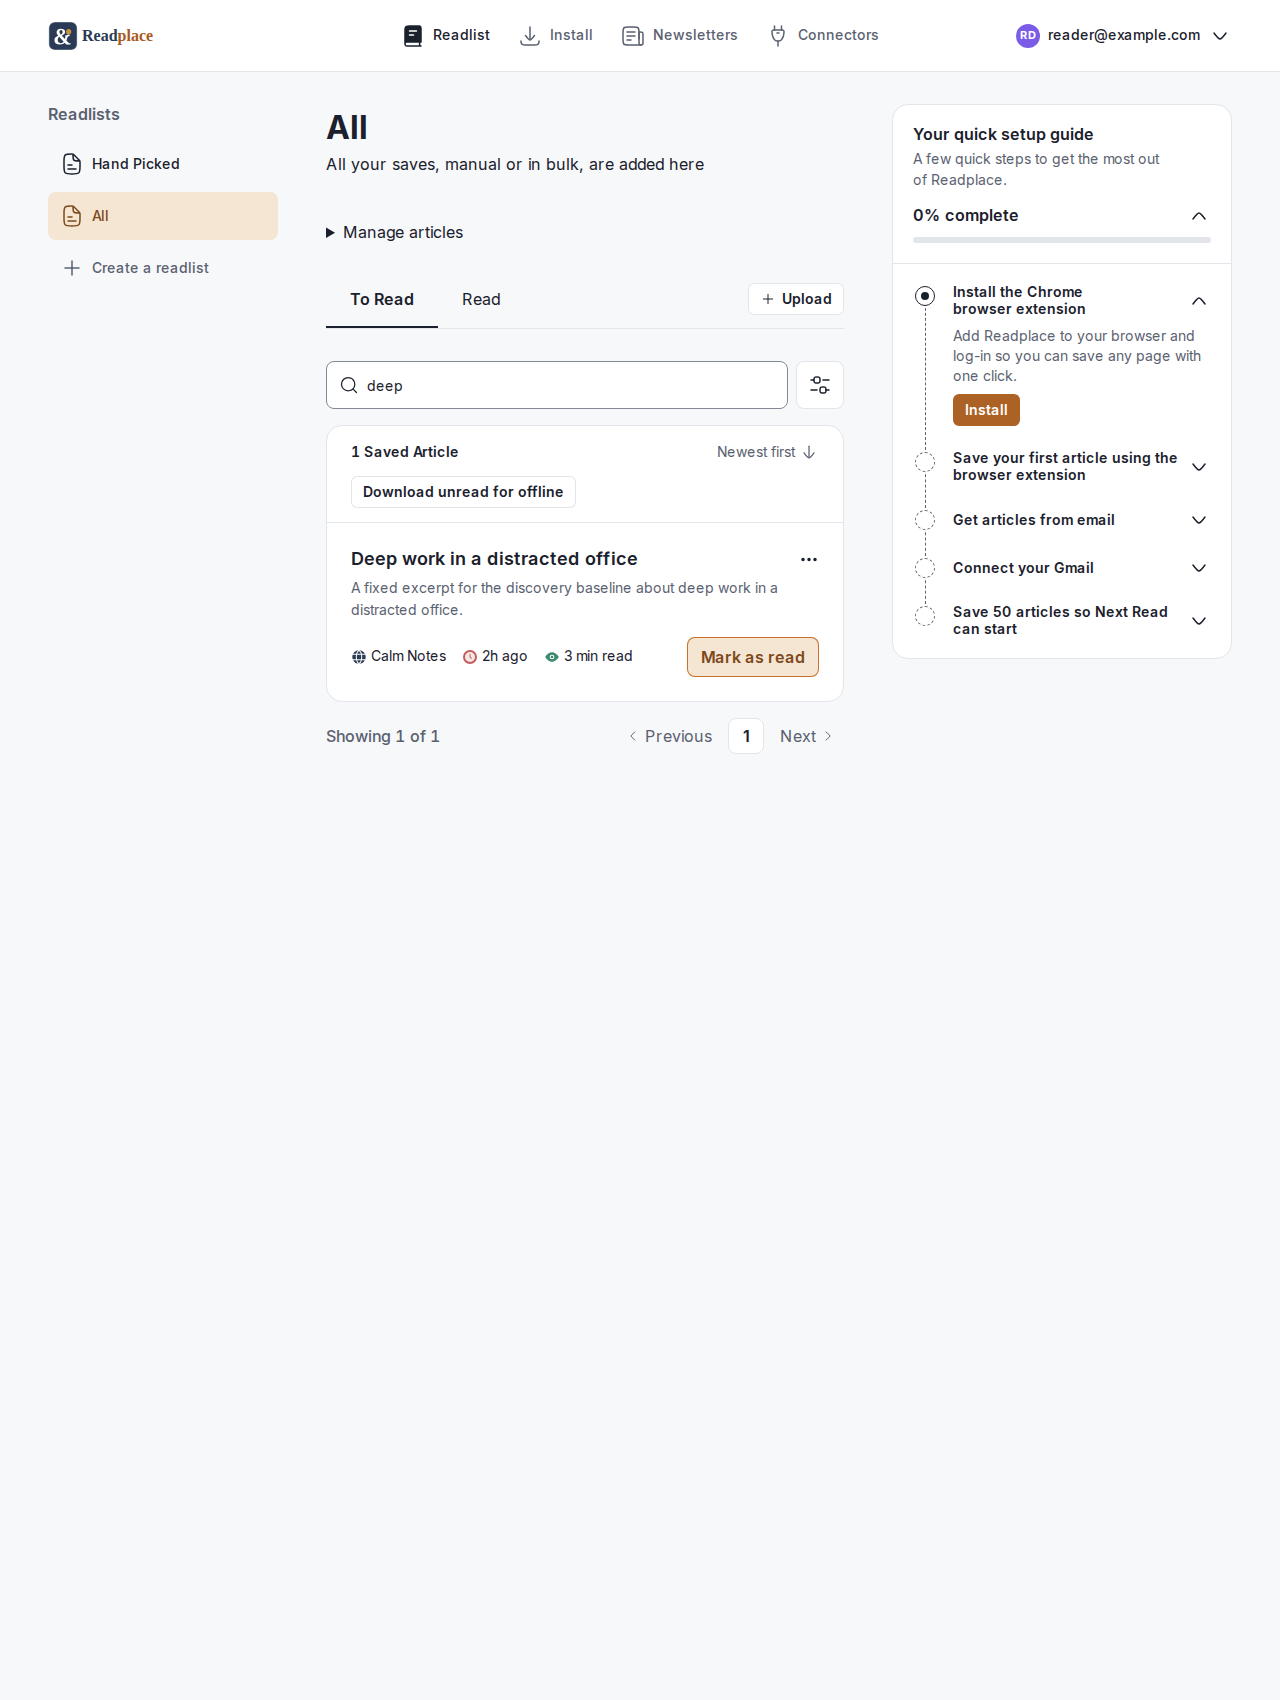 & Readplace
Readlist
Install
Newsletters
Connectors
RD
reader@example.com
Readlists
Hand Picked
All
Create a readlist
All
All your saves, manual or in bulk, are added here
Manage articles
To Read
Read
Upload
deep
1 Saved Article
Newest first
Download unread for offline
Deep work in a distracted office
A fixed excerpt for the discovery baseline about deep work in a
distracted office.
Calm Notes
2h ago
3 min read
Mark as read
Showing 1 of 1
Previous
1
Next
Your quick setup guide
A few quick steps to get the most out
of Readplace.
0% complete
Install the Chrome
browser extension
Add Readplace to your browser and
log-in so you can save any page with
one click.
Install
Save your first article using the
browser extension
Get articles from email
Connect your Gmail
Save 50 articles so Next Read
can start